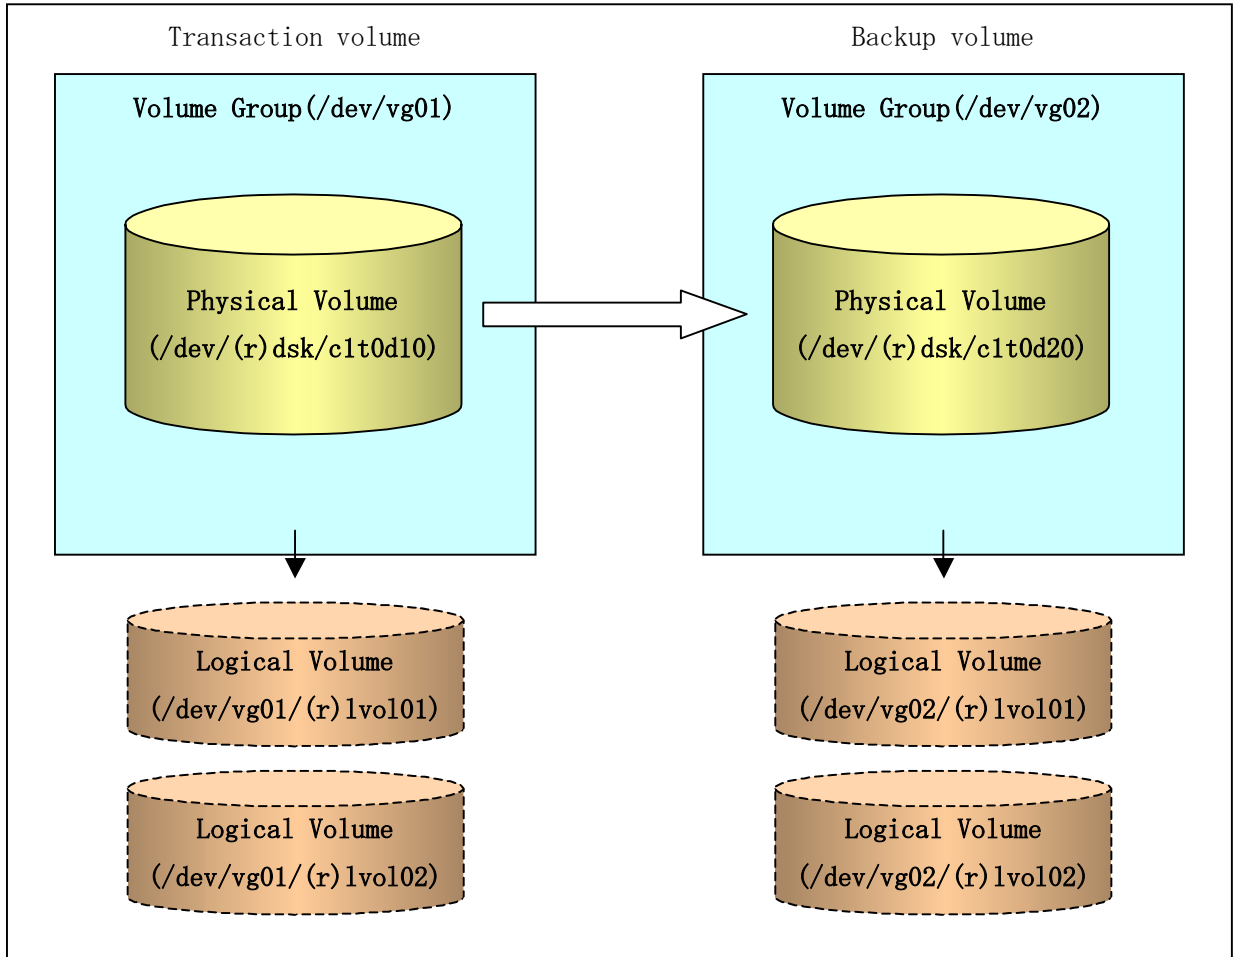 Transaction volume
Volume Group(/dev/vg01)
Physical Volume
(/dev/(r)dsk/c1t0d10)
Logical Volume
(/dev/vg01/(r)lvol01)
Logical Volume
(/dev/vg01/(r)lvol02)
Backup volume
Volume Group(/dev/vg02)
Physical Volume
(/dev/(r)dsk/c1t0d20)
Logical Volume
(/dev/vg02/(r)lvol01)
Logical Volume
(/dev/vg02/(r)lvol02)